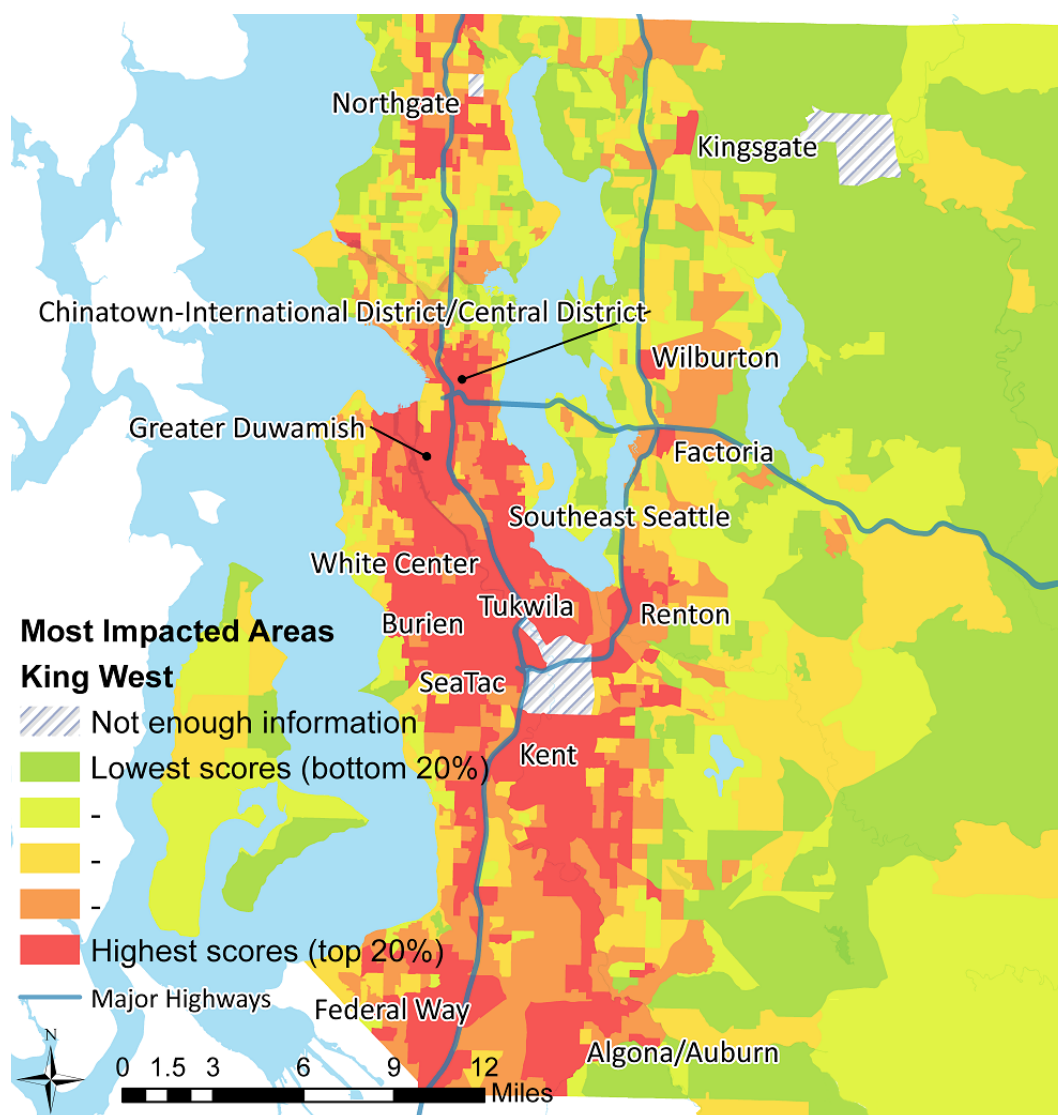 Northgate
Kingsgate
Chinatown-International District/Central District
Wilburton
Greater Duwamish
Factoria
Southeast Seattle
White Center
Tukwila
Renton
Burien
SeaTac
Kent
Federal Way
Algona/Auburn
Most Impacted Areas
King West
Not enough information
Lowest scores (bottom 20%)
-
-
-
Highest scores (top 20%)
Major Highways
N
0 1.5 3 6 9 12
Miles